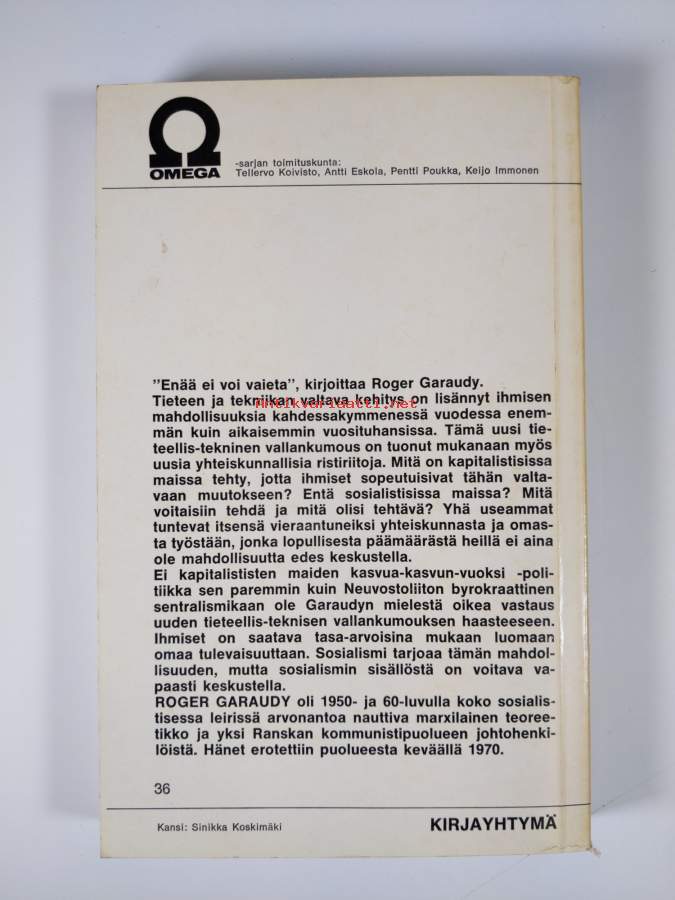 OMEGA
-sarjan toimituskunta:
Tellervo Koivisto, Antti Eskola, Pentti Poukka, Keijo Immonen
"Enää ei voi vaieta", kirjoittaa Roger Garaudy.
Tieteen ja tekniikan valtava kehitys on lisännyt ihmisen
Antikvariaatti.net
mahdollisuuksia kahdessakymmenessä vuodessa enem-
män kuin aikaisemmin vuosituhansissa. Tämä uusi tie-
teellis-tekninen vallankumous on tuonut mukanaan myös
uusia yhteiskunnallisia ristiriitoja. Mitä on kapitalistisissa
maissa tehty, jotta ihmiset sopeutuisivat tähän valta-
vaan muutokseen? Entä sosialistisissa maissa? Mitä
voitaisiin tehdä ja mitä olisi tehtävä? Yhä useammat
tuntevat itsensä vieraantuneiksi yhteiskunnasta ja omas-
ta työstään, jonka lopullisesta päämäärästä heillä ei aina
ole mahdollisuutta edes keskustella.
Ei kapitalististen maiden kasvua-kasvun-vuoksi -poli-
tiikka sen paremmin kuin Neuvostoliiton byrokraattinen
sentralismikaan ole Garaudyn mielestä oikea vastaus
uuden tieteellis-teknisen vallankumouksen haasteeseen.
Ihmiset on saatava tasa-arvoisina mukaan luomaan
omaa tulevaisuuttaan. Sosialismi tarjoaa tämän mahdol-
lisuuden, mutta sosialismin sisällöstä on voitava va-
paasti keskustella.
ROGER GARAUDY oli 1950- ja 60-luvulla koko sosialis-
tisessa leirissä arvonantoa nauttiva marxilainen teoree-
tikko ja yksi Ranskan kommunistipuolueen johtohenki-
löistä. Hänet erotettiin puolueesta keväällä 1970.
36
Kansi: Sinikka Koskimäki
KIRJAYHTYMÄ